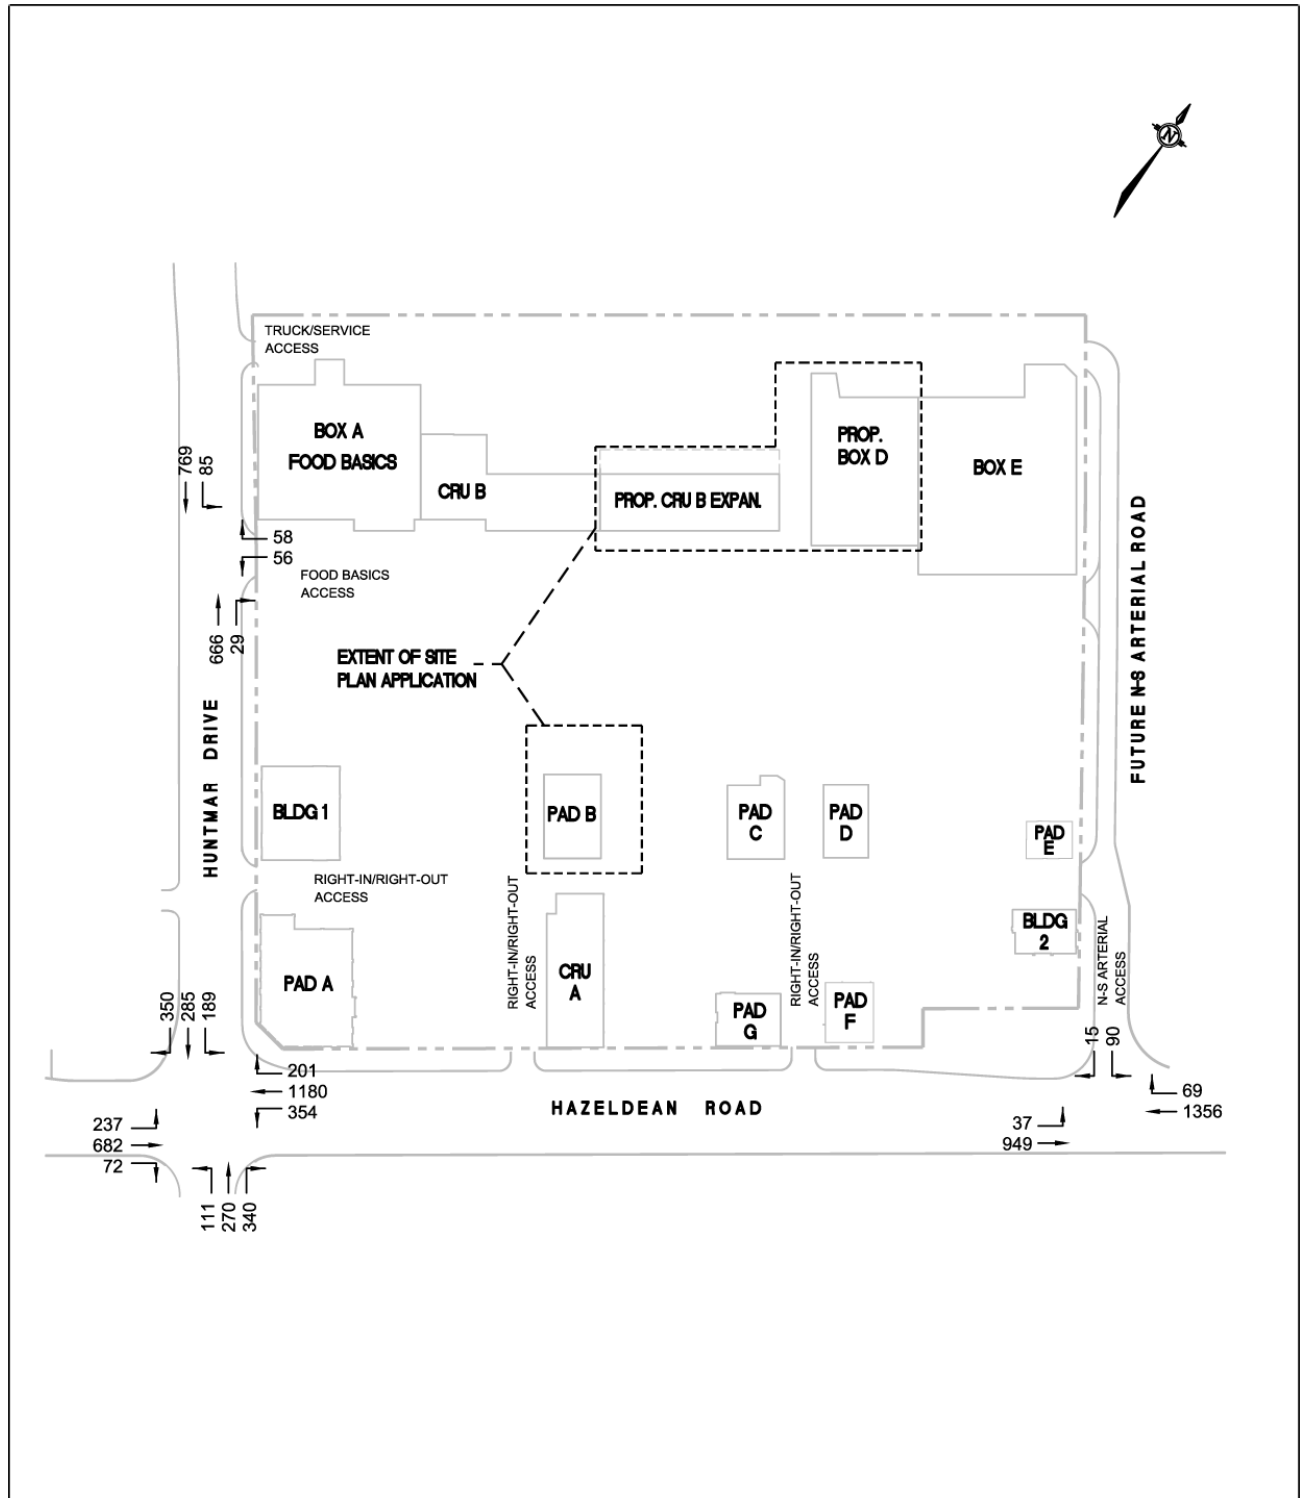 N
TRUCK/SERVICE
ACCESS
BOX A
FOOD BASICS
CRU B
PROP. CRU B EXPAN.
PROP.
BOX D
BOX E
769
85
58
56
FOOD BASICS
ACCESS
666
29
EXTENT OF SITE
PLAN APPLICATION
HUNTMAR DRIVE
FUTURE N-S ARTERIAL ROAD
BLDG 1
PAD B
PAD
C
PAD
D
PAD
E
RIGHT-IN/RIGHT-OUT
ACCESS
RIGHT-IN/RIGHT-OUT
ACCESS
RIGHT-IN/RIGHT-OUT
ACCESS
BLDG
2
N-S ARTERIAL
ACCESS
PAD A
CRU
A
PAD
G
PAD
F
350
285
189
15
90
201
1180
354
HAZELDEAN ROAD
69
1356
237
682
72
37
949
111
270
340